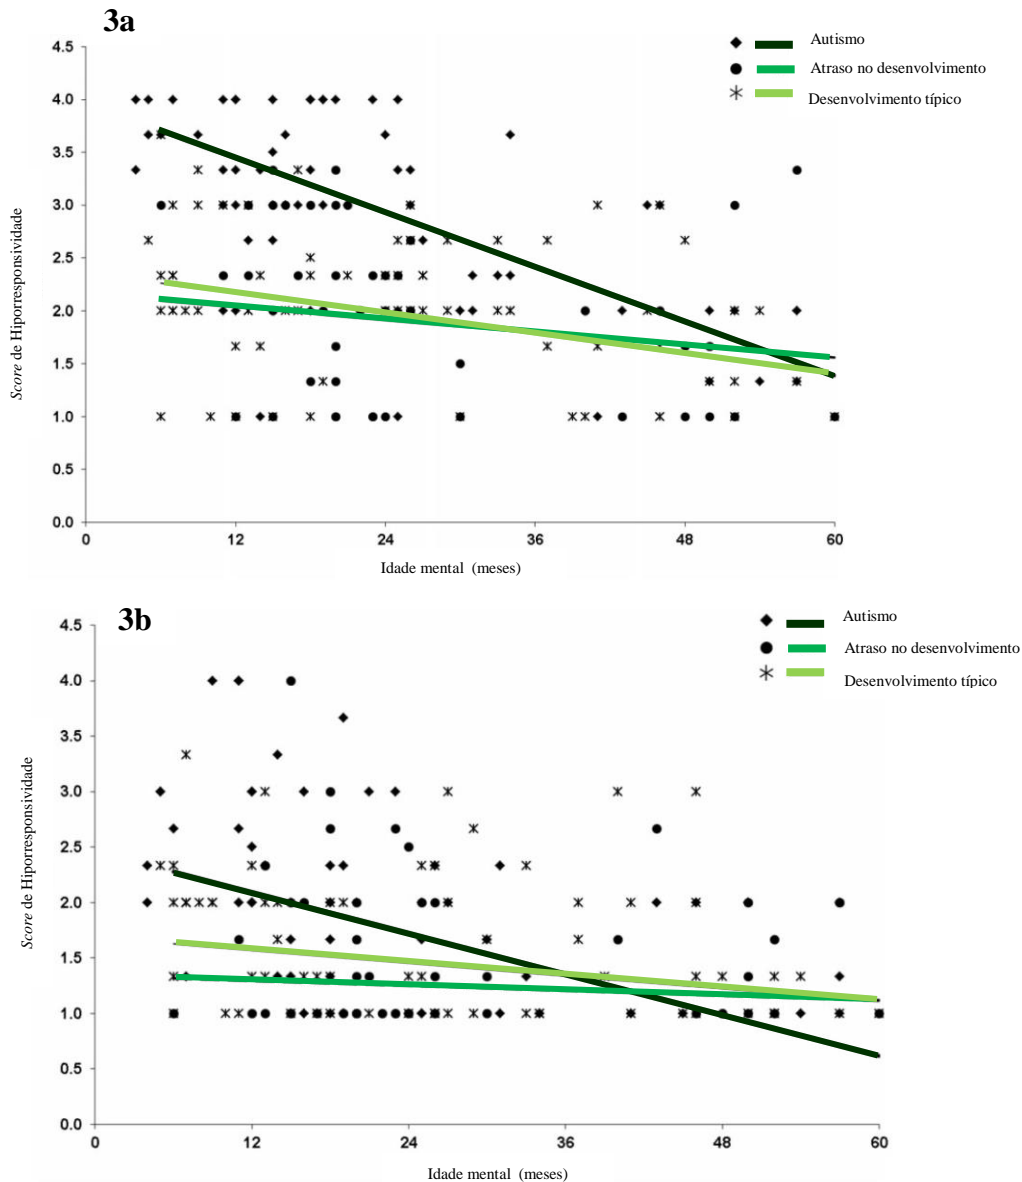 3a
4.5
4.0
3.5
3.0
2.5
2.0
1.5
1.0
0.5
0.0
Score de Hiporresponsividade
Autismo
Atraso no desenvolvimento
Desenvolvimento típico
0 12 24 36 48 60
Idade mental (meses)
3b
4.5
4.0
3.5
3.0
2.5
2.0
1.5
1.0
0.5
0.0
Score de Hiporresponsividade
Autismo
Atraso no desenvolvimento
Desenvolvimento típico
0 12 24 36 48 60
Idade mental (meses)